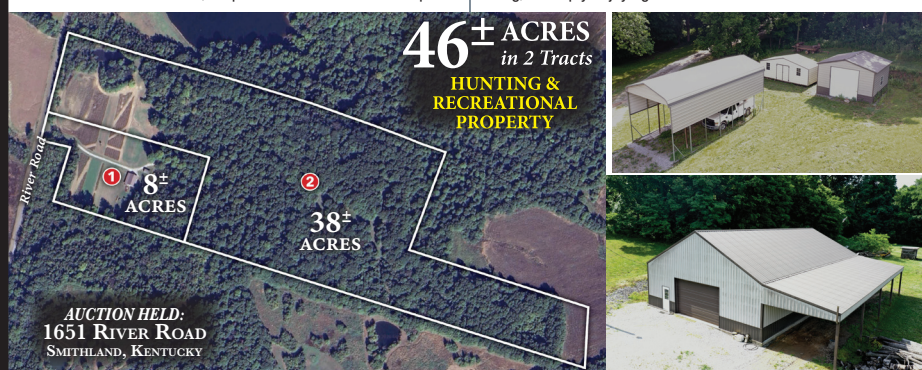 46± ACRES
in 2 Tracts
HUNTING &
RECREATIONAL
PROPERTY
River Road
1
8±
ACRES
2
38±
ACRES
AUCTION HELD:
1651 River Road
Smithland, Kentucky